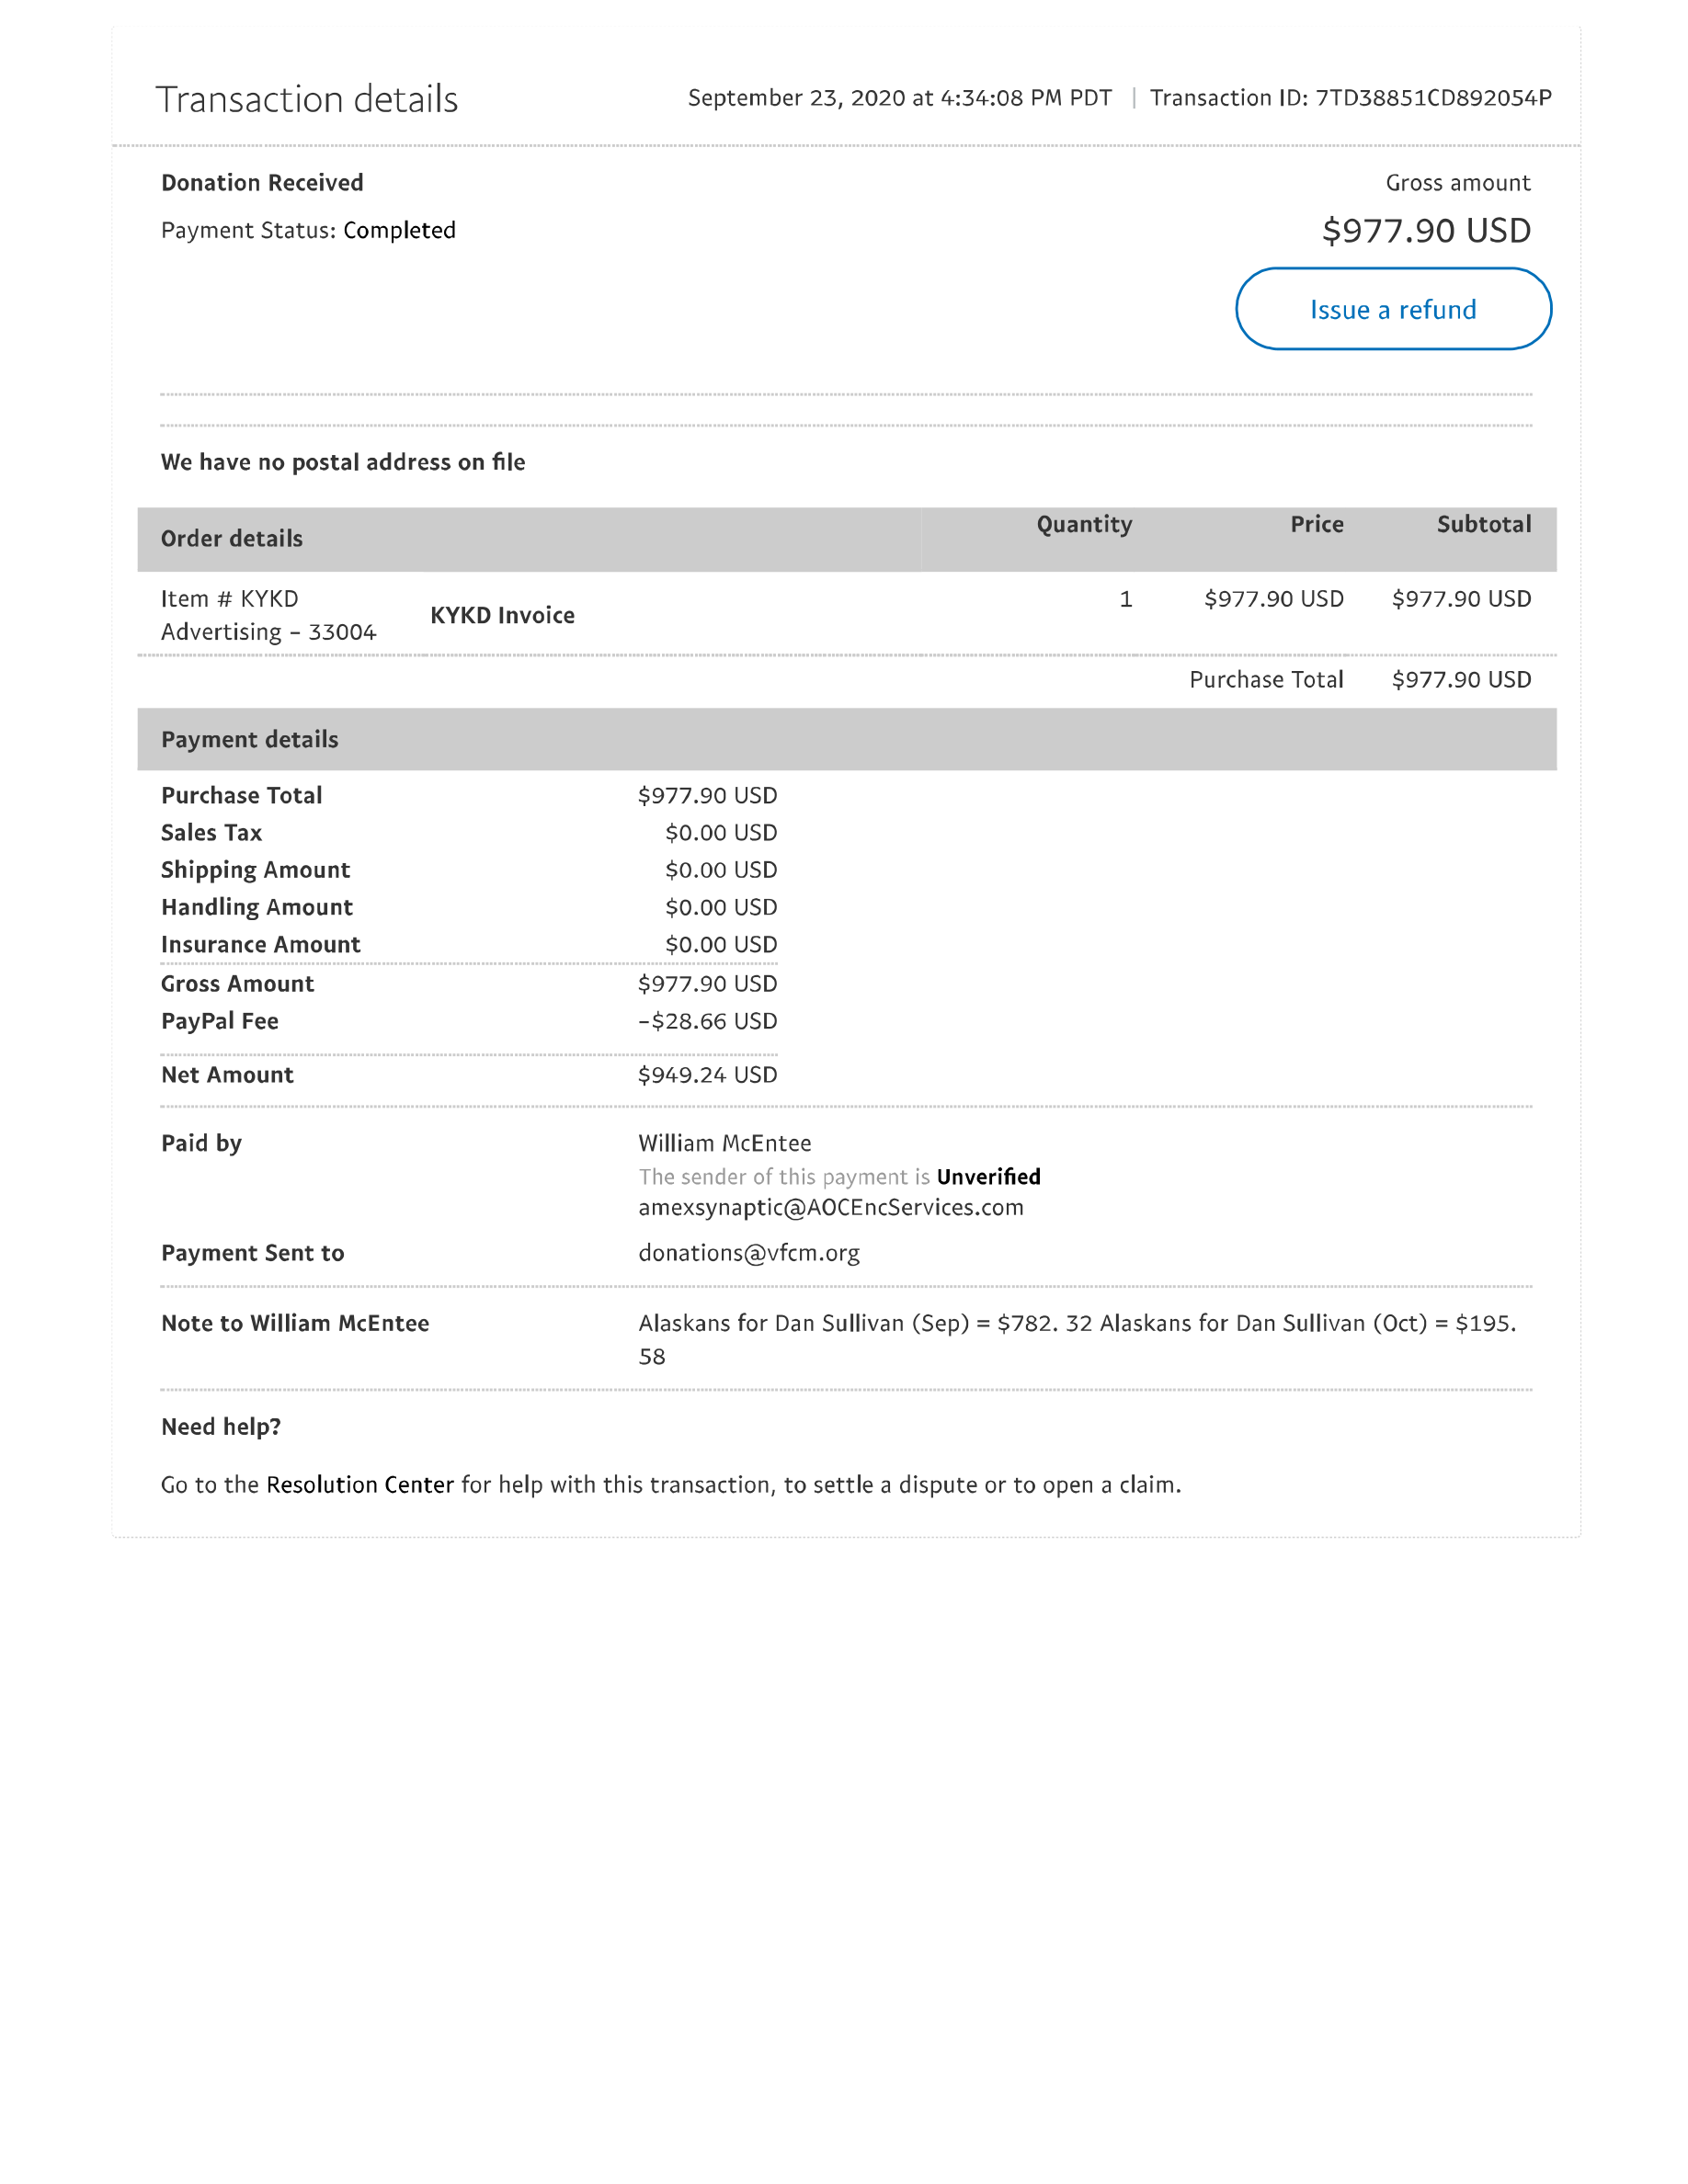 Transaction details
September 23, 2020 at 4:34:08 PM PDT | Transaction ID: 7TD38851CD892054P
Donation Received
Gross amount
Payment Status: Completed
$977.90 USD
Issue a refund
We have no postal address on file
Order details Quantity Price Subtotal
Item # KYKD
Advertising – 33004
KYKD Invoice
1 $977.90 USD $977.90 USD
Purchase Total $977.90 USD
Payment details
Purchase Total $977.90 USD
Sales Tax $0.00 USD
Shipping Amount $0.00 USD
Handling Amount $0.00 USD
Insurance Amount $0.00 USD
Gross Amount $977.90 USD
PayPal Fee –$28.66 USD
Net Amount $949.24 USD
Paid by William McEntee
The sender of this payment is Unverified
amexsynaptic@AOCEncServices.com
Payment Sent to donations@vfcm.org
Note to William McEntee Alaskans for Dan Sullivan (Sep) = $782. 32 Alaskans for Dan Sullivan (Oct) = $195.
58
Need help?
Go to the Resolution Center for help with this transaction, to settle a dispute or to open a claim.